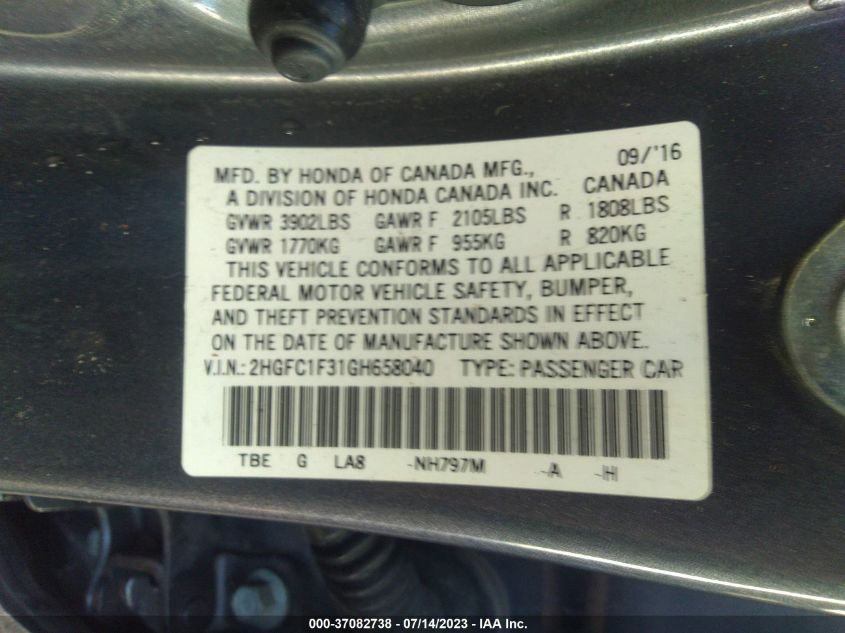 MFD. BY HONDA OF CANADA MFG., 09/'16
A DIVISION OF HONDA CANADA INC. CANADA
GVWR 3902LBS GAWR F 2105LBS R 1808LBS
GVWR 1770KG GAWR F 955KG R 820KG
THIS VEHICLE CONFORMS TO ALL APPLICABLE
FEDERAL MOTOR VEHICLE SAFETY, BUMPER,
AND THEFT PREVENTION STANDARDS IN EFFECT
ON THE DATE OF MANUFACTURE SHOWN ABOVE.
V.I.N.: 2HGFC1F31GH658040 TYPE: PASSENGER CAR
TBE G LA8 -NH797M -A -H
000-37082738 - 07/14/2023 - IAA Inc.